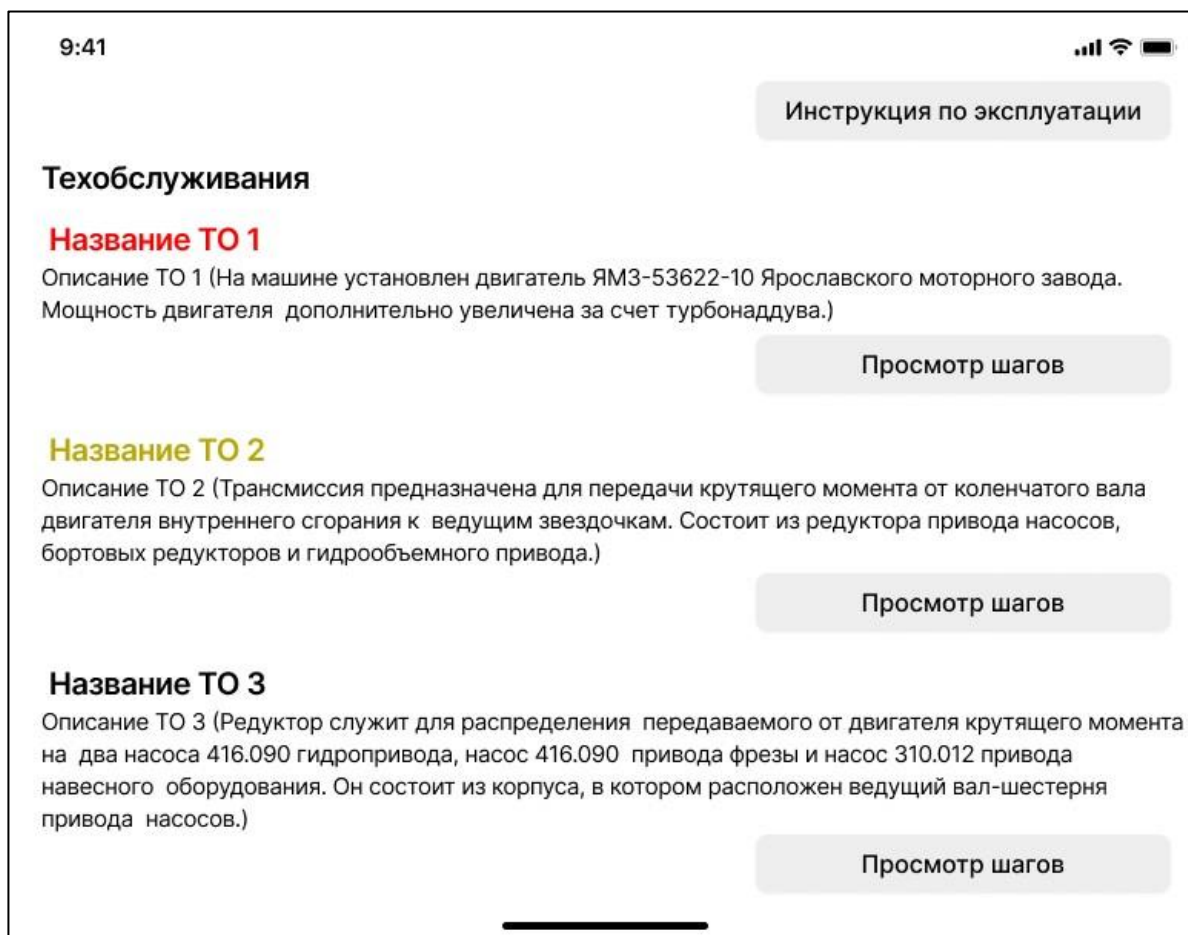 9:41
Инструкция по эксплуатации
Техобслуживания
Название ТО 1
Описание ТО 1 (На машине установлен двигатель ЯМЗ-53622-10 Ярославского моторного завода.
Мощность двигателя  дополнительно увеличена за счет турбонаддува.)
Просмотр шагов
Название ТО 2
Описание ТО 2 (Трансмиссия предназначена для передачи крутящего момента от коленчатого вала
двигателя внутреннего сгорания к  ведущим звездочкам. Состоит из редуктора привода насосов,
бортовых редукторов и гидрообъемного привода.)
Просмотр шагов
Название ТО 3
Описание ТО 3 (Редуктор служит для распределения  передаваемого от двигателя крутящего момента
на  два насоса 416.090 гидропривода, насос 416.090  привода фрезы и насос 310.012 привода
навесного  оборудования. Он состоит из корпуса, в котором расположен ведущий вал-шестерня
привода  насосов.)
Просмотр шагов